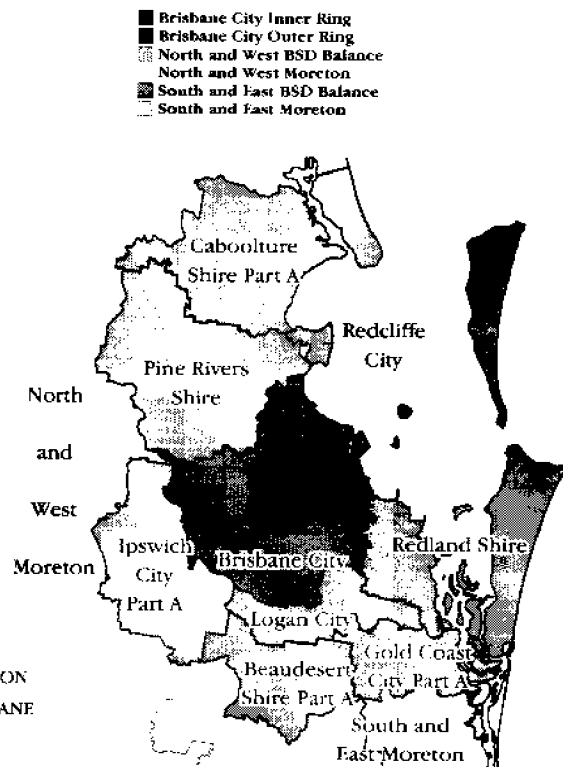 Brisbane City Inner Ring
Brisbane City Outer Ring
North and West BSD Balance
North and West Moreton
South and East BSD Balance
South and East Moreton
Caboolture
Shire Part A
Redcliffe
City
Pine Rivers
Shire
North
and
West
Moreton
Ipswich
City
Part A
Brisbane City
Redland Shire
Logan City
Gold Coast
City Part A
Beaudesert
Shire Part A
South and
East Moreton
ON
ANE